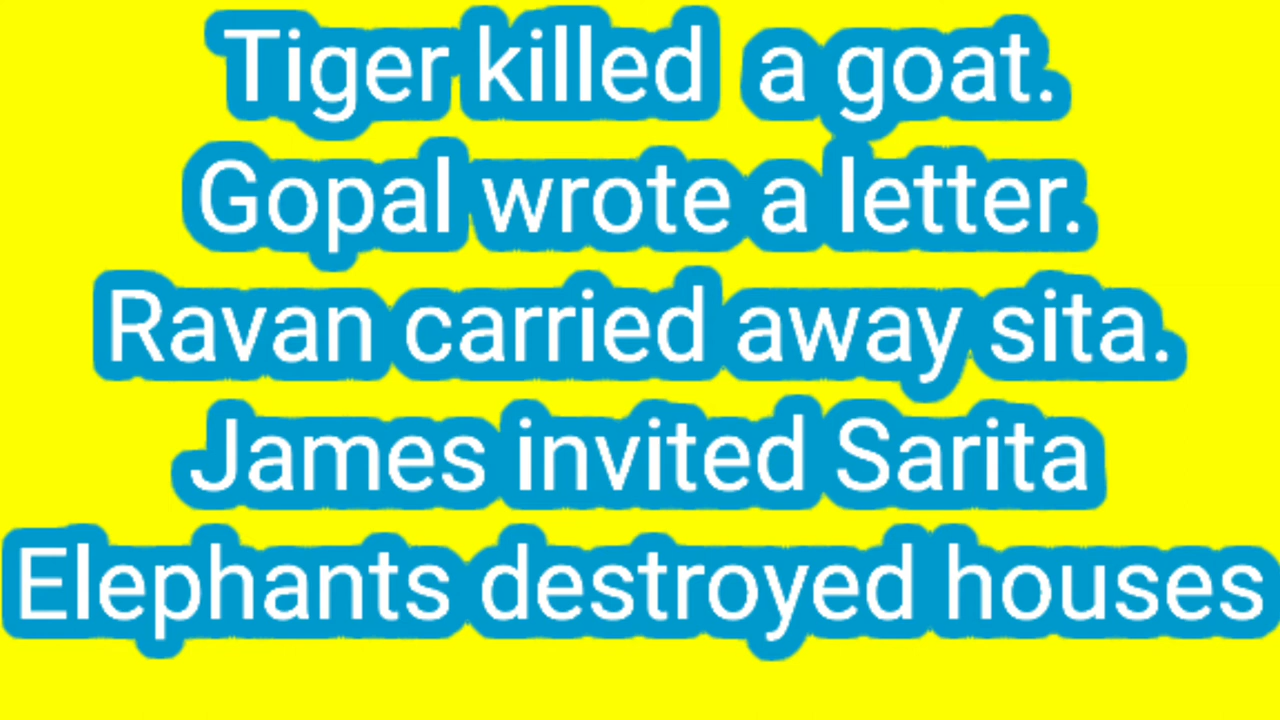 Tiger killed  a goat.
Gopal wrote a letter.
Ravan carried away sita.
James invited Sarita
Elephants destroyed houses